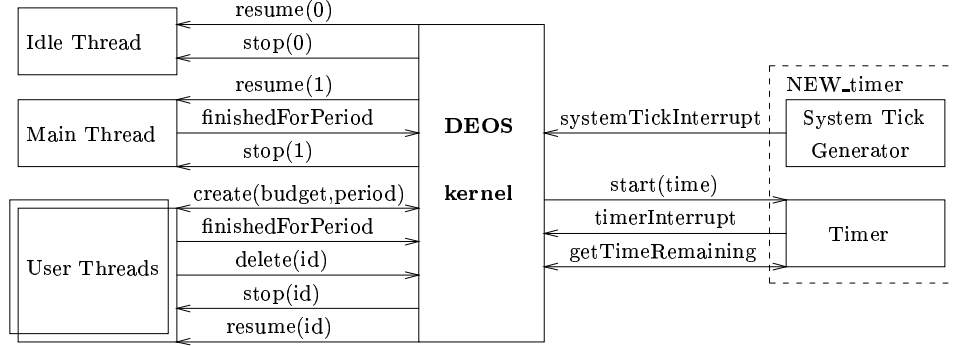 resume(0)
Idle Thread
stop(0)
resume(1)
Main Thread
finishedForPeriod
stop(1)
create(budget,period)
finishedForPeriod
User Threads
delete(id)
stop(id)
resume(id)
DEOS
kernel
NEW_timer
systemTickInterrupt
System Tick
Generator
start(time)
timerInterrupt
Timer
getTimeRemaining